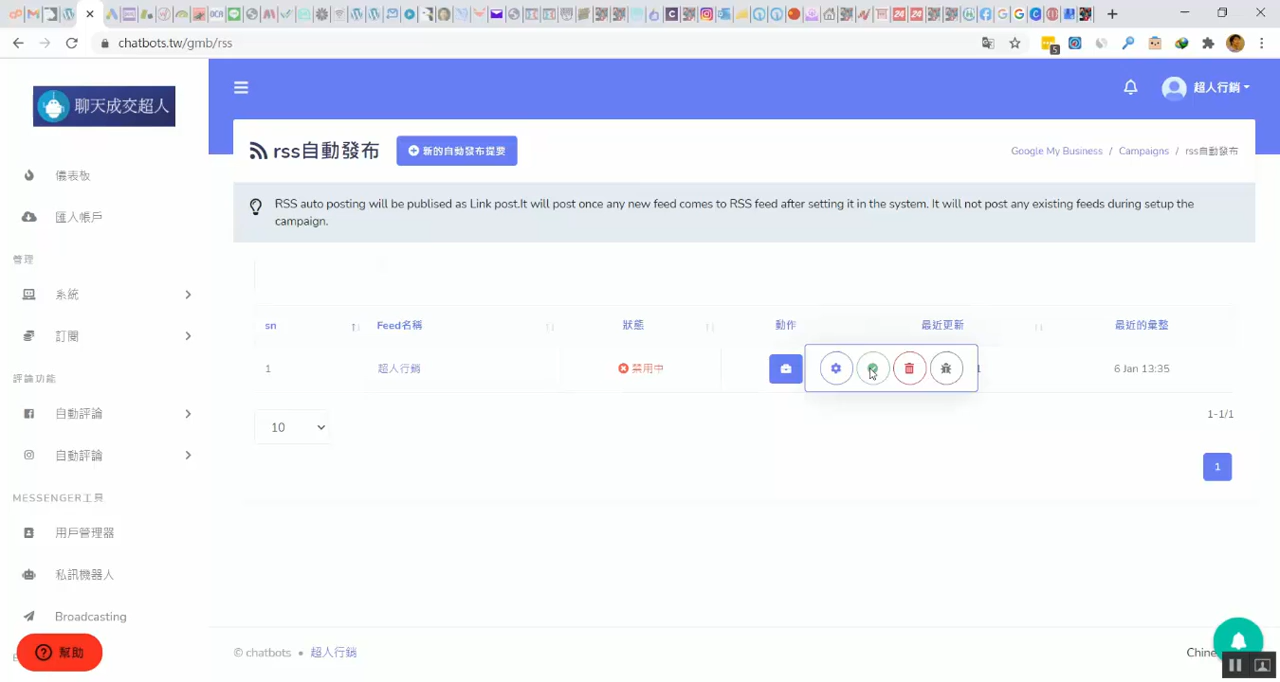 chatbots.tw/gmb/rss
5
聊天成交超人
超人行銷
儀表板
匯入帳戶
管理
系統
訂閱
評論功能
自動評論
自動評論
MESSENGER工具
用戶管理器
私訊機器人
Broadcasting
幫助
rss自動發布
新的自動發布提要
Google My Business / Campaigns / rss自動發布
RSS auto posting will be publised as Link post.It will post once any new feed comes to RSS feed after setting it in the system. It will not post any existing feeds during setup the
campaign.
sn Feed名稱 狀態 動作 最近更新 最近的彙整
1 超人行銷 禁用中 6 Jan 13:35
10
1-1/1
1
© chatbots • 超人行銷
Chine